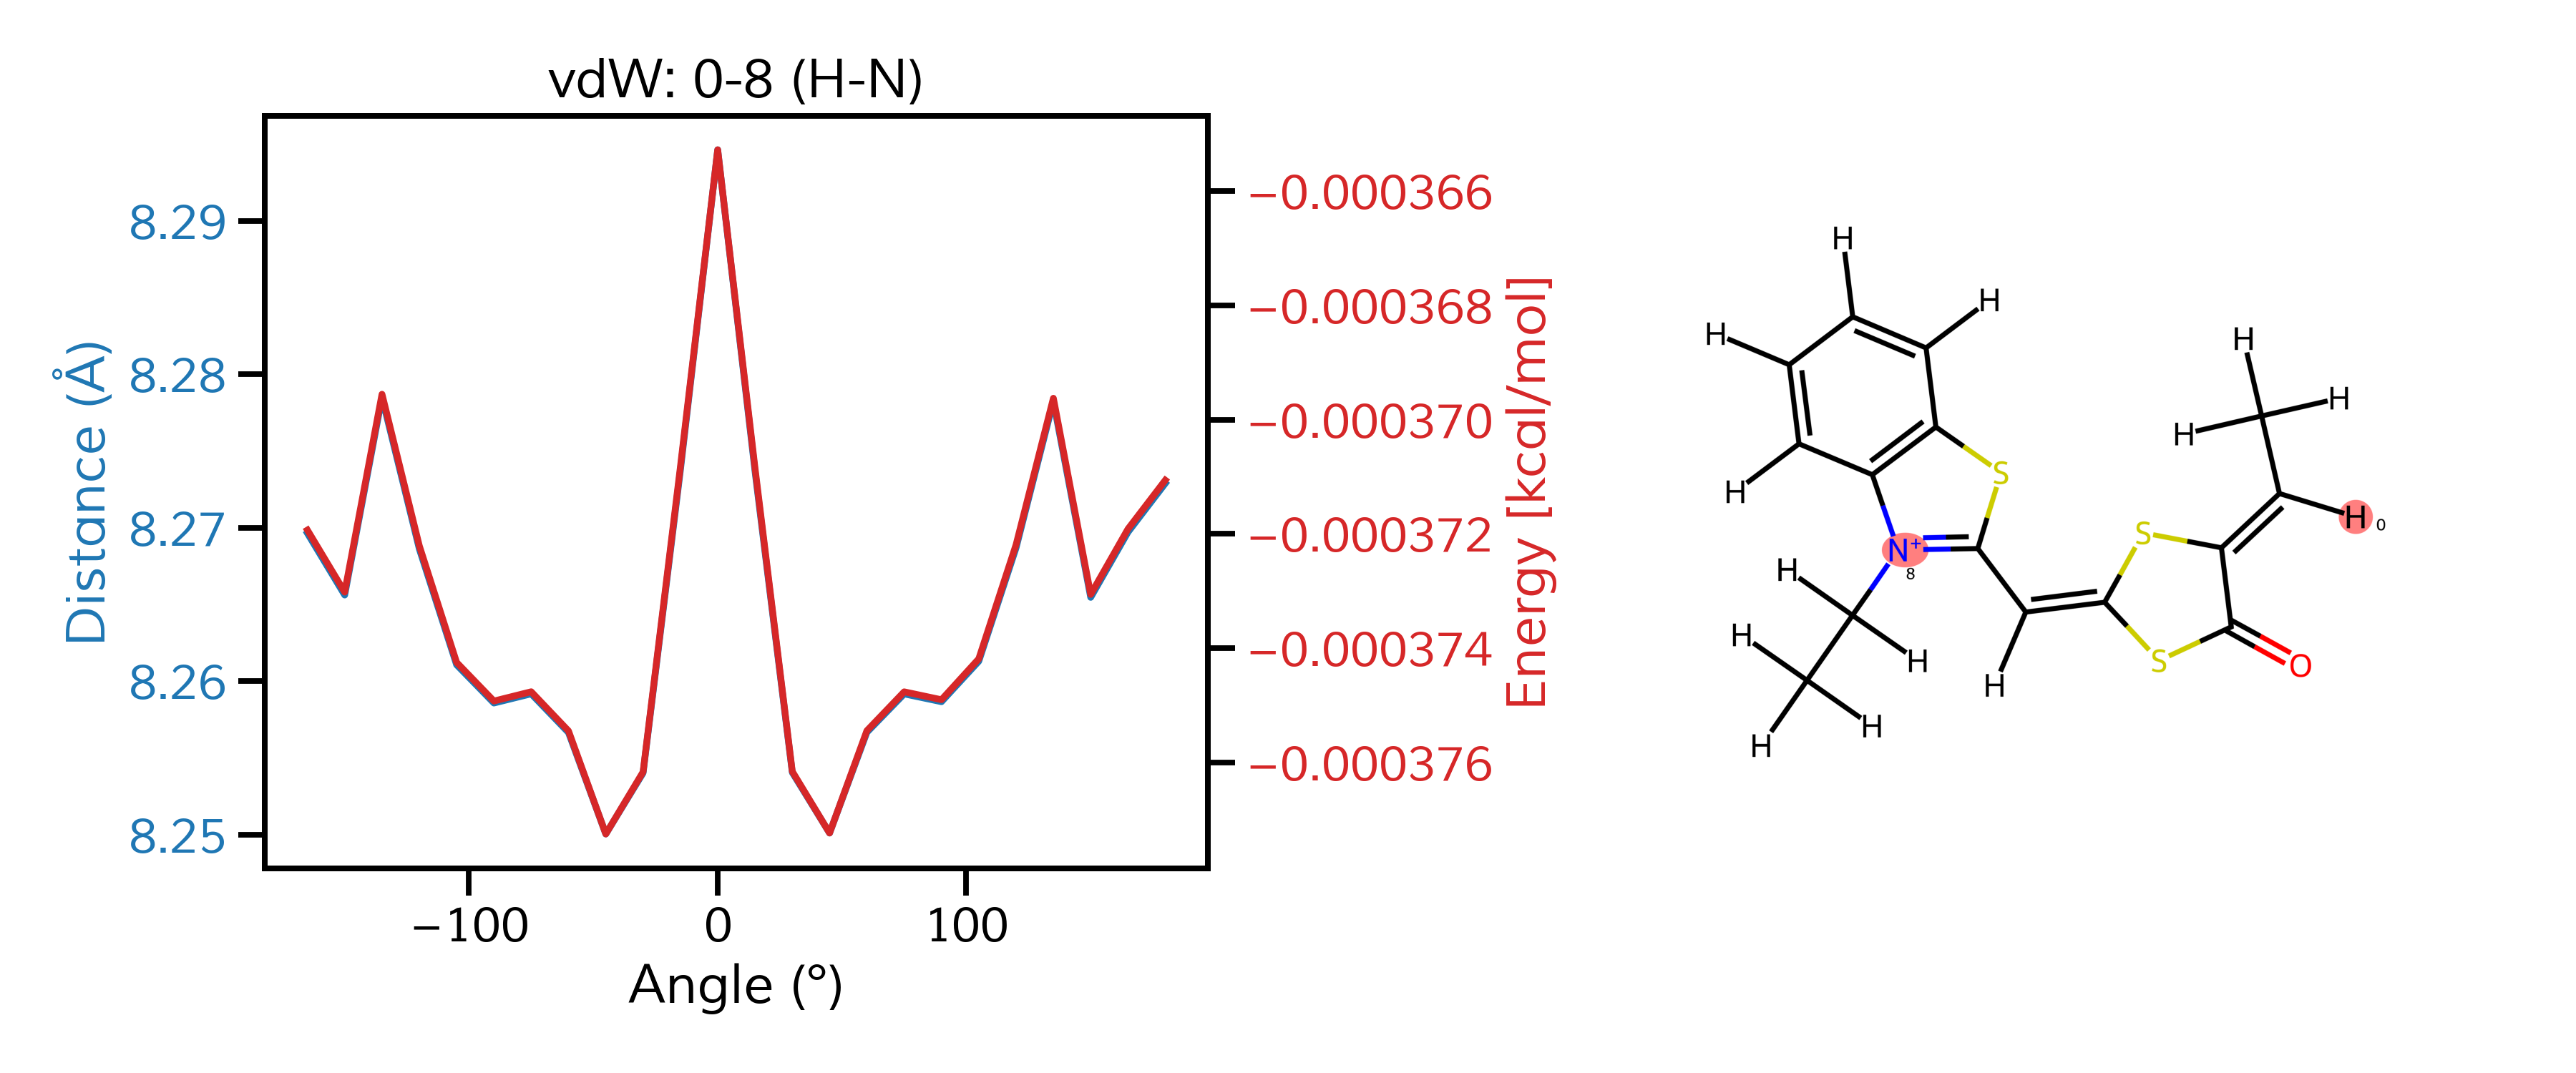 vdW: 0-8 (H-N)
Distance (Å)
8.29
8.28
8.27
8.26
8.25
−100
0
100
Angle (°)
−0.000366
−0.000368
−0.000370
−0.000372
−0.000374
−0.000376
Energy [kcal/mol]
H
H
H
H
H
H
H
S
S
H
0
N+
8
H
H
H
S
O
H
H
H
H